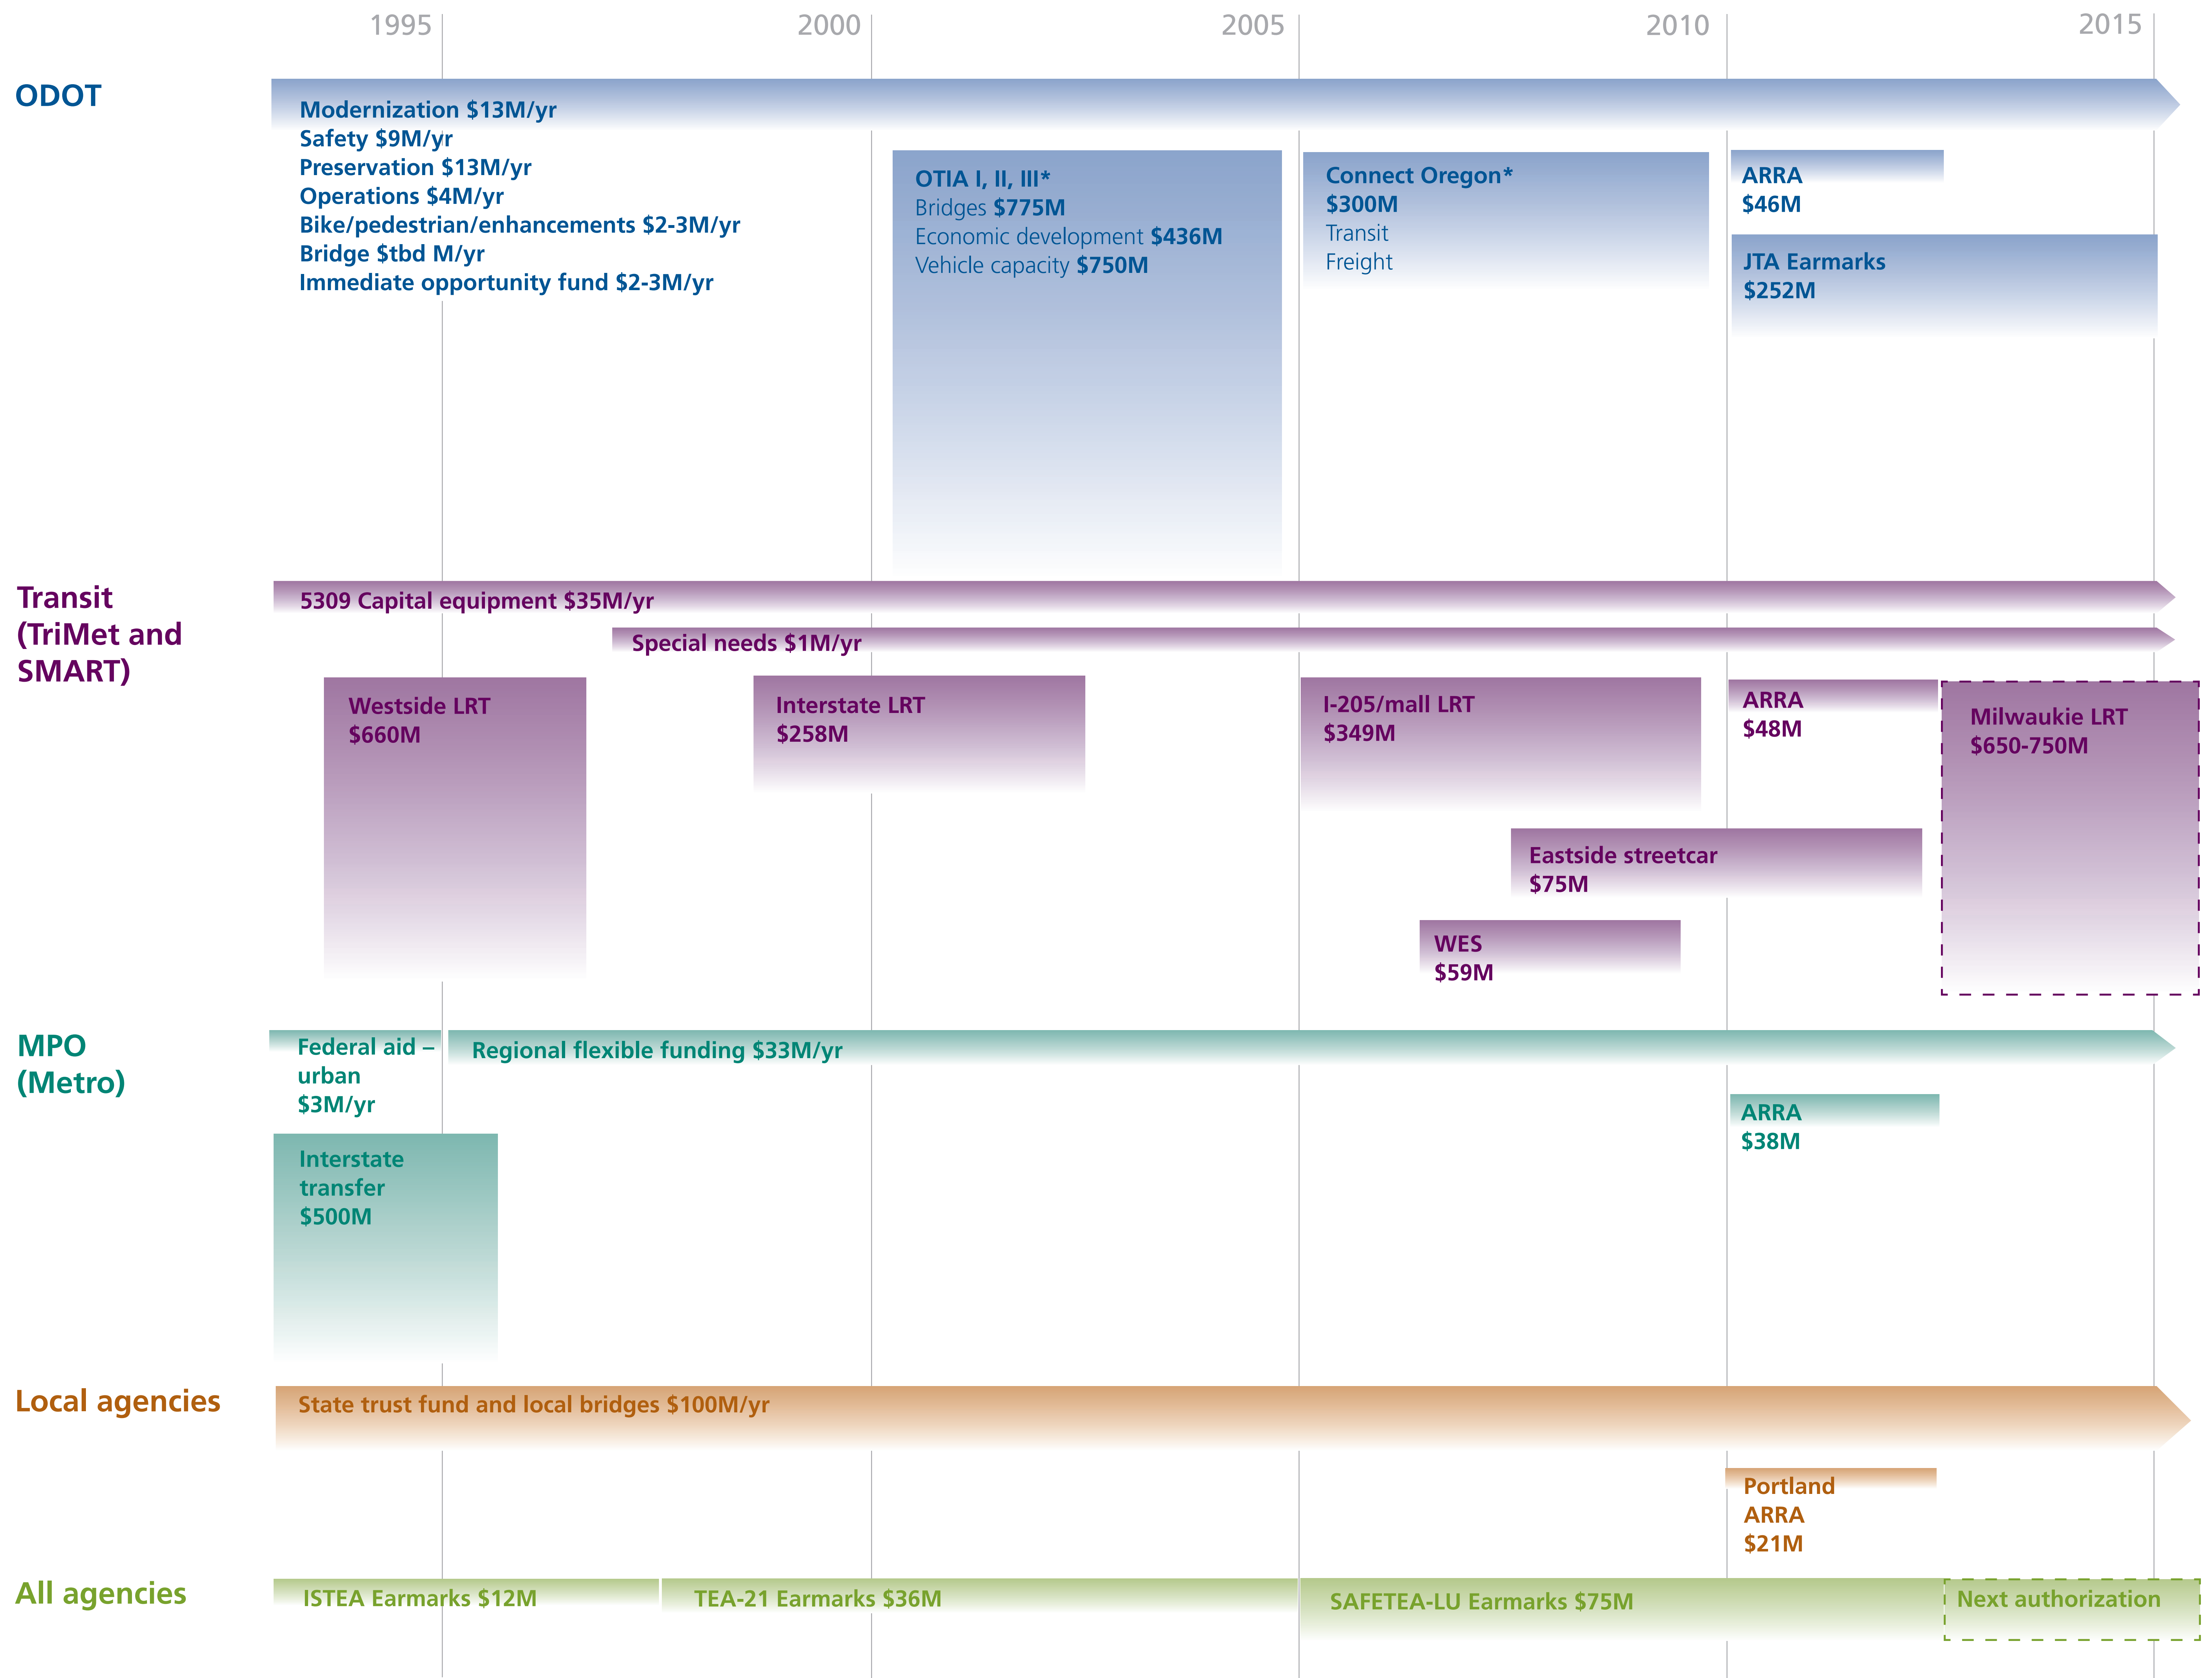 1995
2000
2005
2010
2015
ODOT
Modernization $13M/yr
Safety $9M/yr
Preservation $13M/yr
Operations $4M/yr
Bike/pedestrian/enhancements $2-3M/yr
Bridge $tbd M/yr
Immediate opportunity fund $2-3M/yr
OTIA I, II, III*
Bridges $775M
Economic development $436M
Vehicle capacity $750M
Connect Oregon*
$300M
Transit
Freight
ARRA
$46M
JTA Earmarks
$252M
Transit
(TriMet and
SMART)
5309 Capital equipment $35M/yr
Special needs $1M/yr
Westside LRT
$660M
Interstate LRT
$258M
I-205/mall LRT
$349M
ARRA
$48M
Milwaukie LRT
$650-750M
Eastside streetcar
$75M
WES
$59M
MPO
(Metro)
Federal aid –
urban
$3M/yr
Regional flexible funding $33M/yr
ARRA
$38M
Interstate
transfer
$500M
Local agencies
State trust fund and local bridges $100M/yr
Portland
ARRA
$21M
All agencies
ISTEA Earmarks $12M
TEA-21 Earmarks $36M
SAFETEA-LU Earmarks $75M
Next authorization